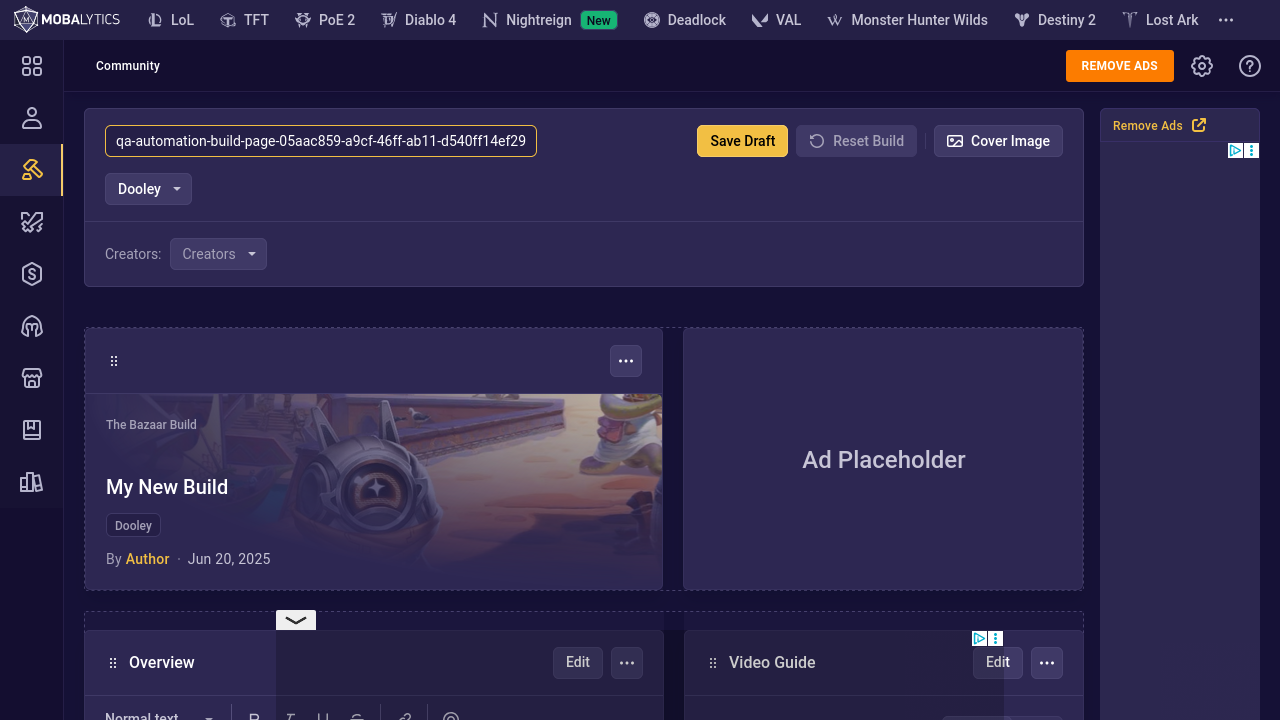 MOBALYTICS LoL TFT PoE 2 Diablo 4 Nightreign New Deadlock VAL Monster Hunter Wilds Destiny 2 Lost Ark
Community REMOVE ADS
qa-automation-build-page-05aac859-a9cf-46ff-ab11-d540ff14ef29 Save Draft Reset Build Cover Image
Remove Ads
Dooley
Creators: Creators
The Bazaar Build
My New Build
Dooley
By Author · Jun 20, 2025
Ad Placeholder
Overview Edit
Video Guide Edit
Normal text B I U S